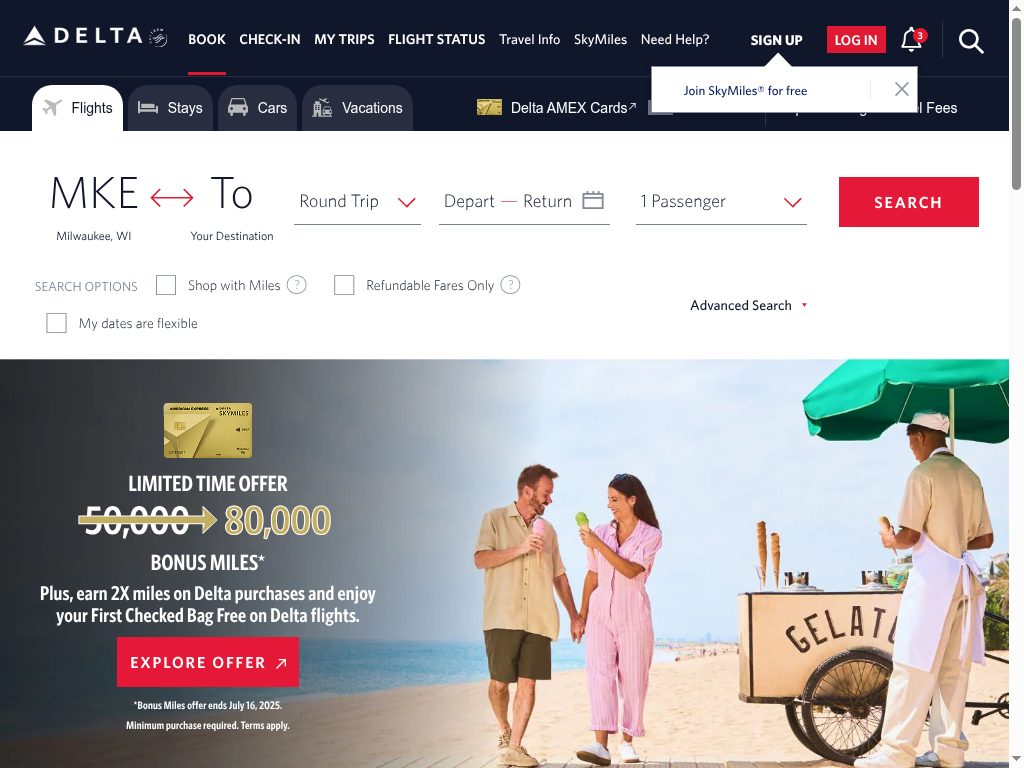 DELTA
BOOK CHECK-IN MY TRIPS FLIGHT STATUS Travel Info SkyMiles Need Help?
SIGN UP LOG IN 3
Join SkyMiles® for free
Flights Stays Cars Vacations
Delta AMEX Cards Fees
MKE To
Milwaukee, WI Your Destination
Round Trip Depart — Return 1 Passenger
SEARCH
SEARCH OPTIONS Shop with Miles ? Refundable Fares Only ?
Advanced Search
My dates are flexible
AMERICAN EXPRESS DELTA
SKYMILES
LIMITED TIME OFFER
50,000 80,000
BONUS MILES*
Plus, earn 2X miles on Delta purchases and enjoy
your First Checked Bag Free on Delta flights.
EXPLORE OFFER
*Bonus Miles offer ends July 16, 2025.
Minimum purchase required. Terms apply.